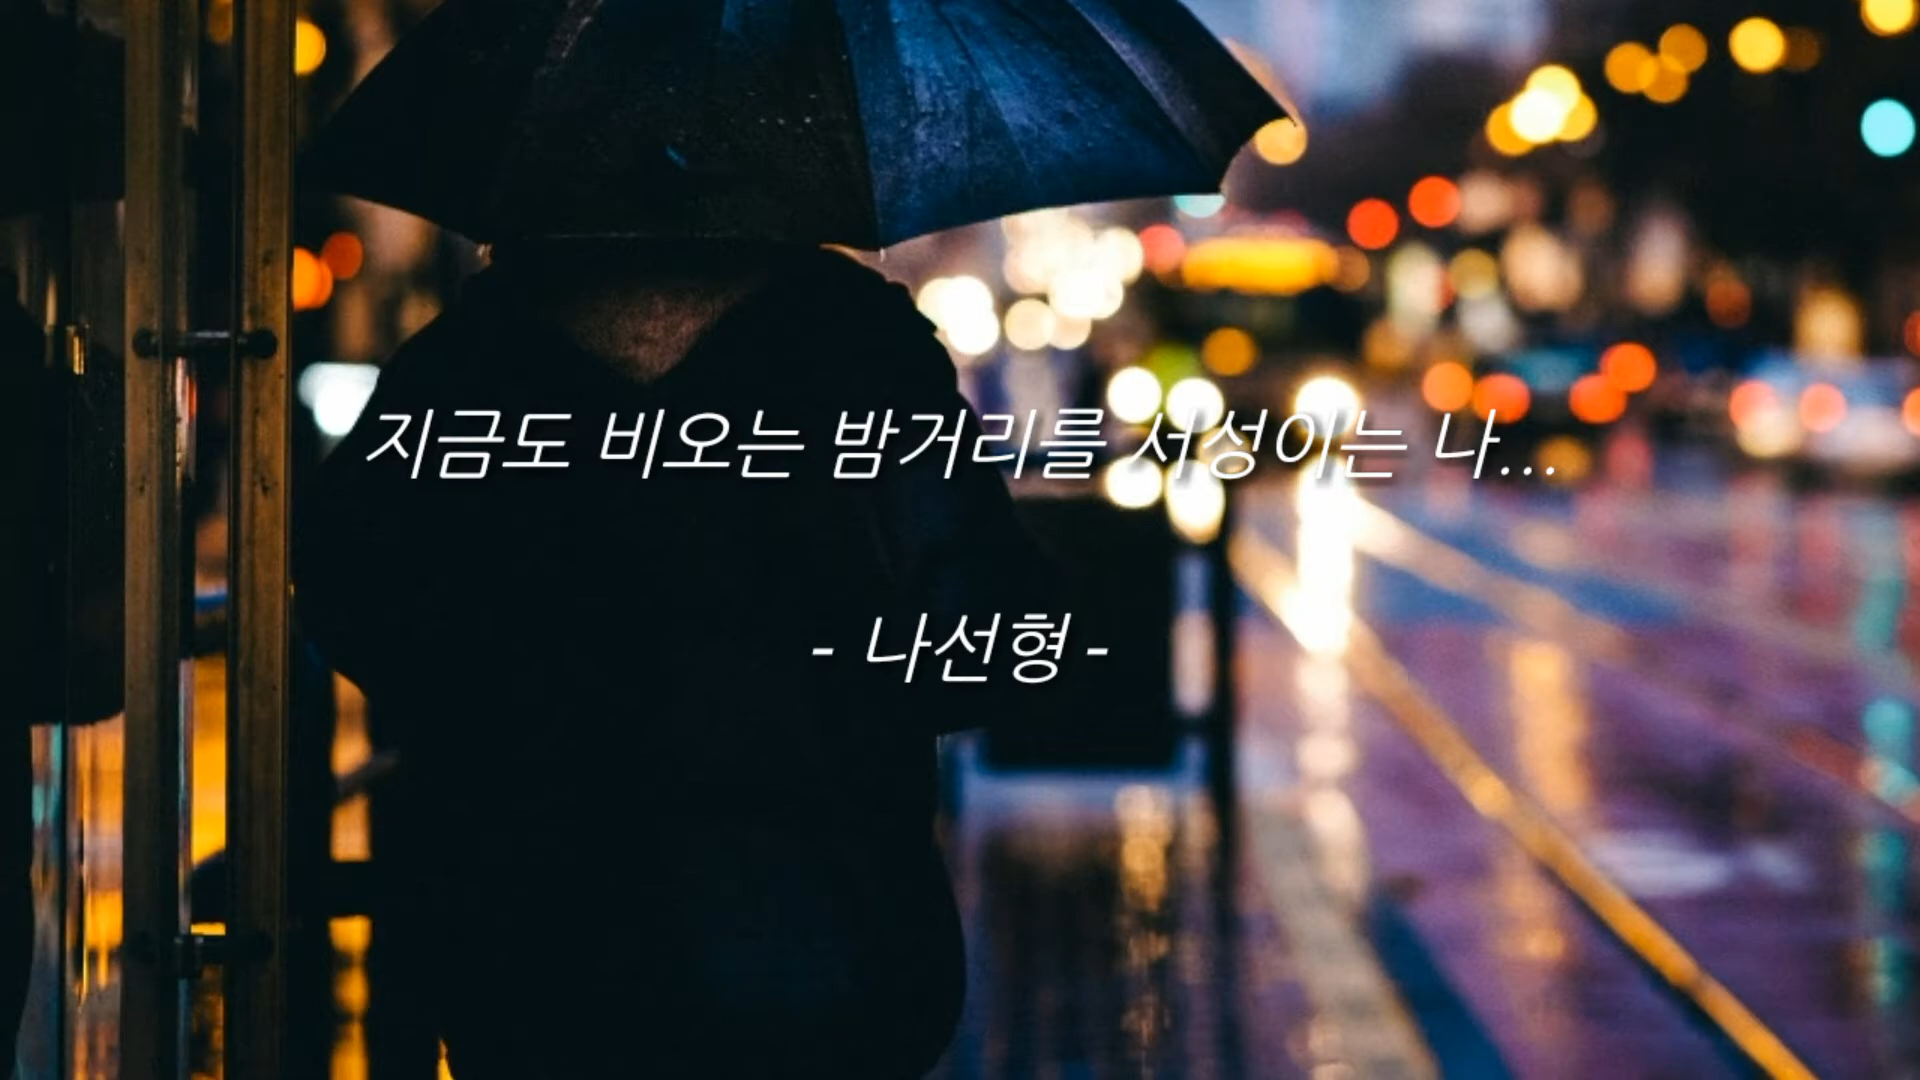 지금도 비오는 밤거리를 서성이는 나...
- 나선형 -